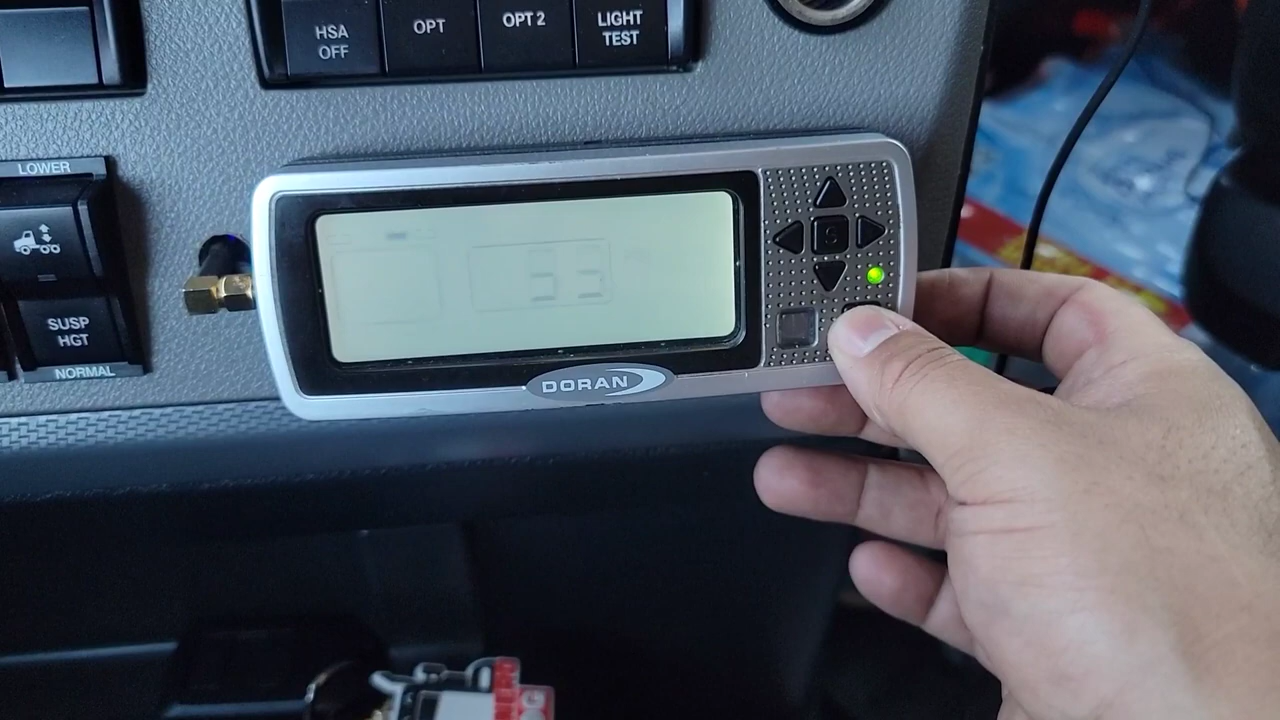 HSA
OFF
OPT
OPT 2
LIGHT
TEST
LOWER
SUSP
HGT
NORMAL
S
DORAN